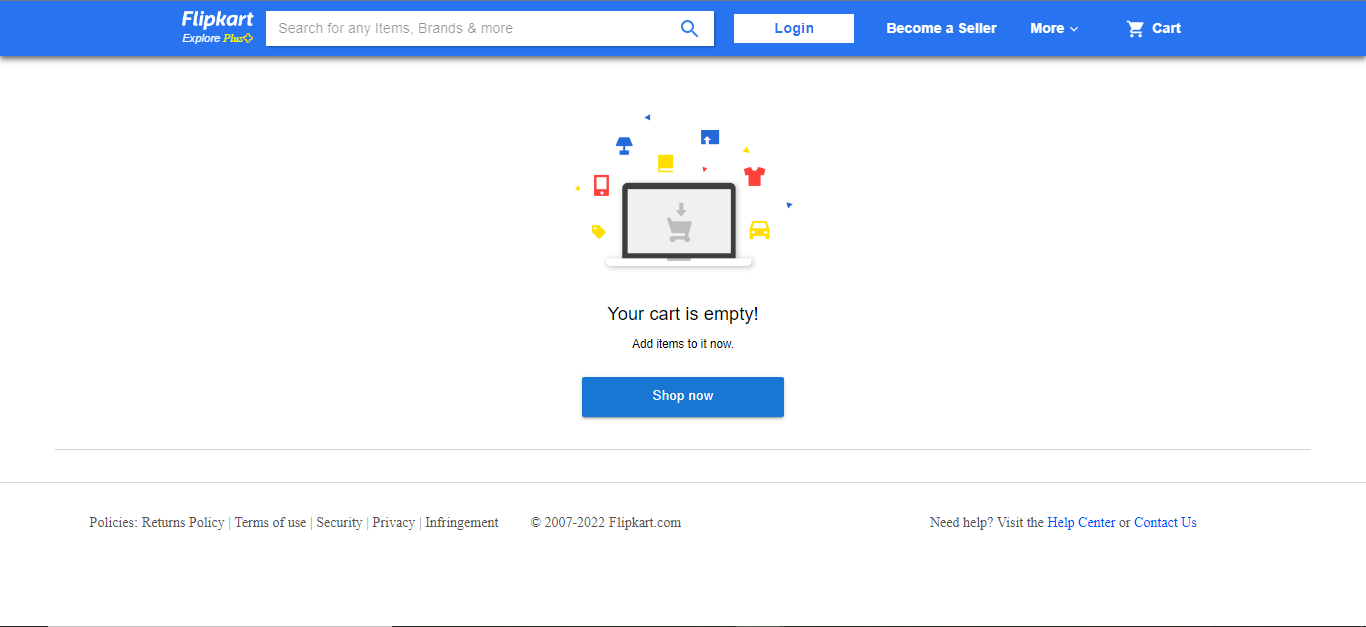 Flipkart
Explore Plus
Search for any Items, Brands & more
Login
Become a Seller
More
Cart
Your cart is empty!
Add items to it now.
Shop now
Policies: Returns Policy | Terms of use | Security | Privacy | Infringement
© 2007-2022 Flipkart.com
Need help? Visit the Help Center or Contact Us